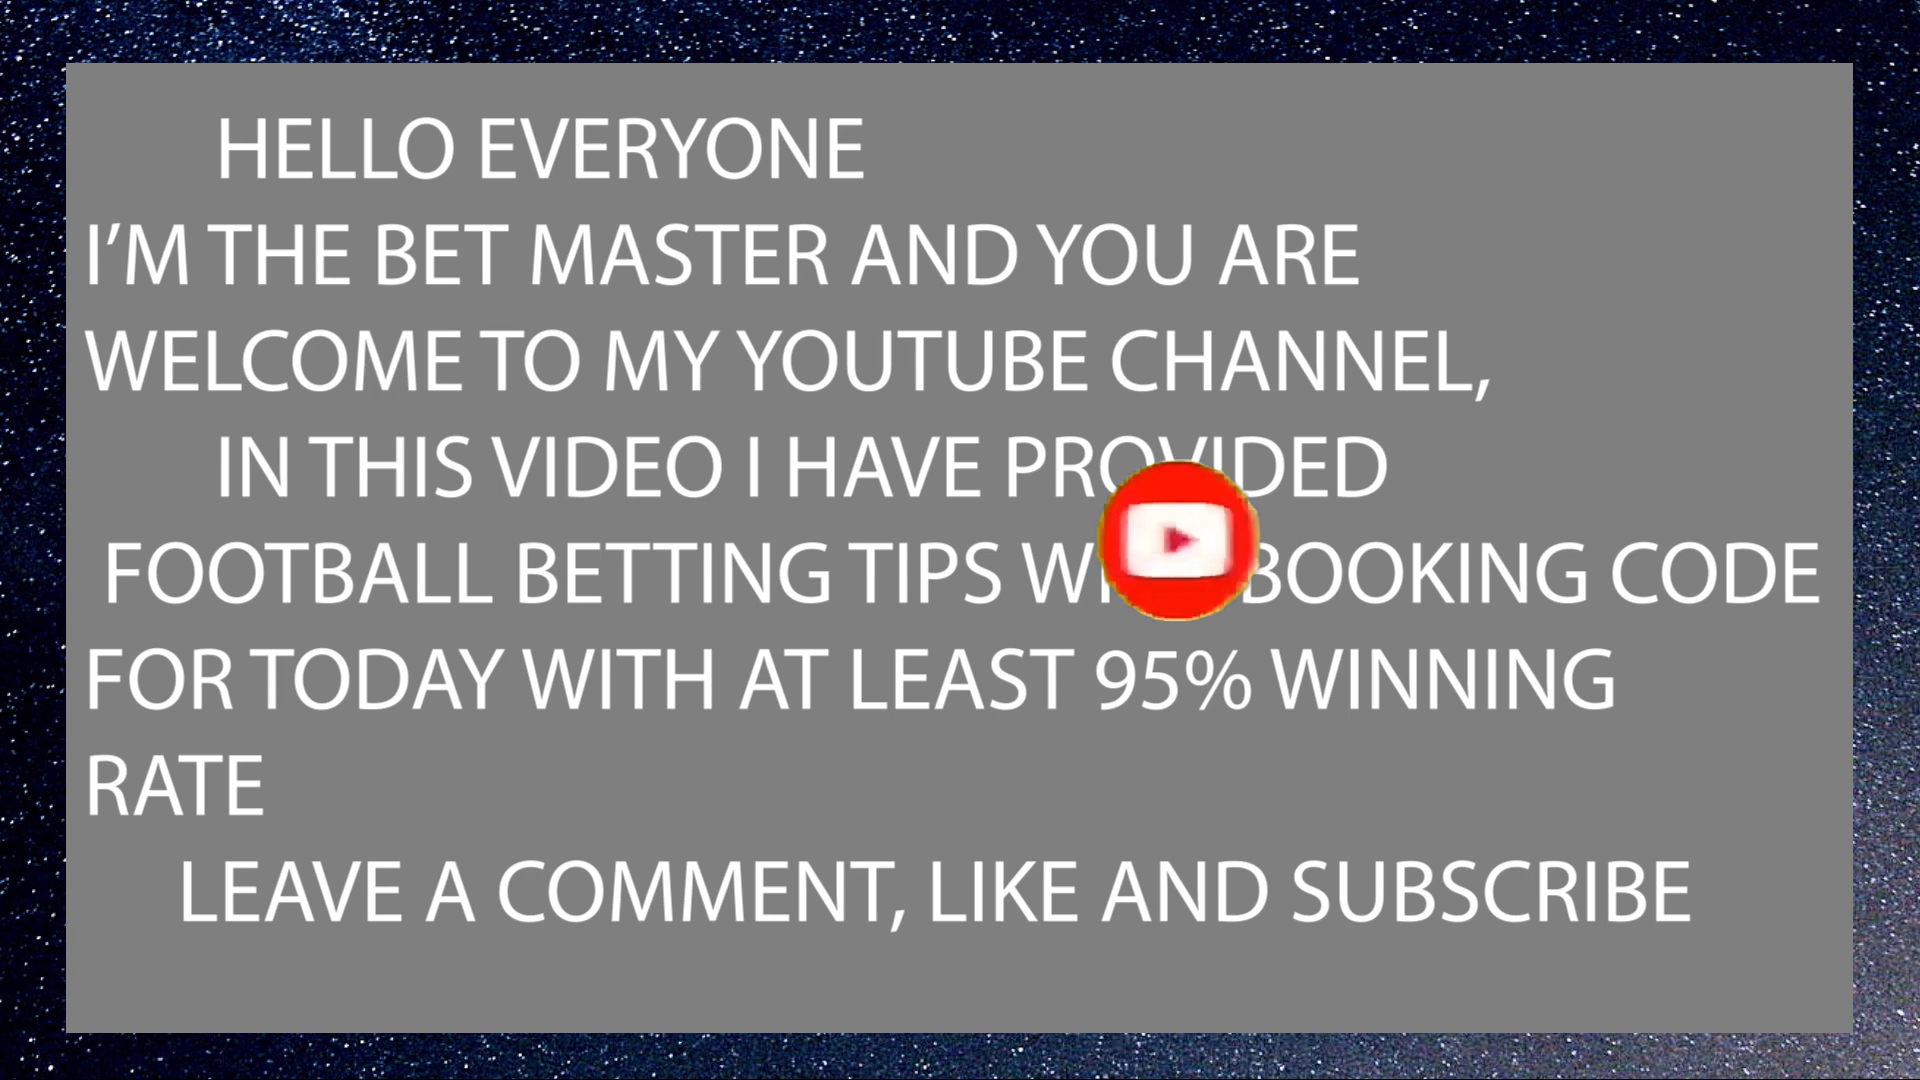 HELLO EVERYONE
I’M THE BET MASTER AND YOU ARE
WELCOME TO MY YOUTUBE CHANNEL,
IN THIS VIDEO I HAVE PROVIDED
FOOTBALL BETTING TIPS BOOKING CODE
FOR TODAY WITH AT LEAST 95% WINNING
RATE
LEAVE A COMMENT, LIKE AND SUBSCRIBE